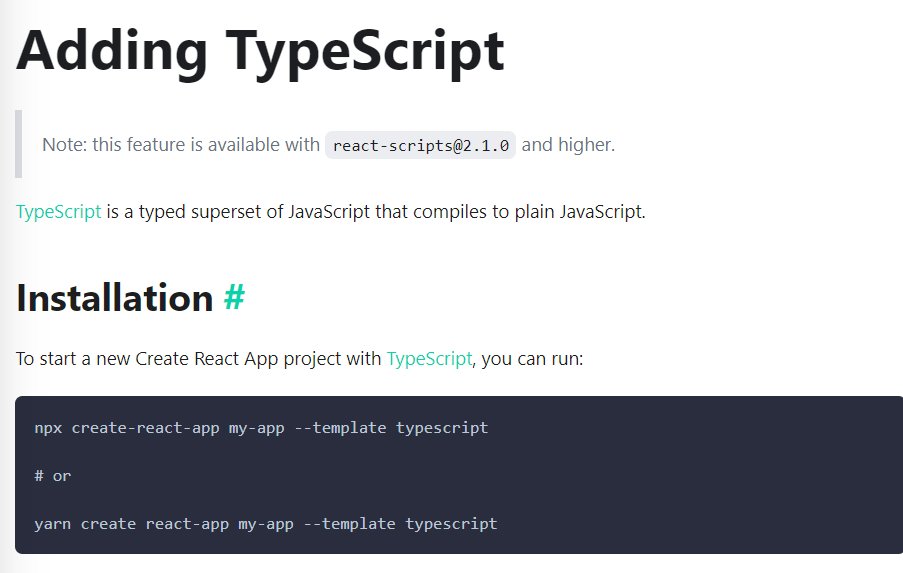 Adding TypeScript
Note: this feature is available with react-scripts@2.1.0 and higher.
TypeScript is a typed superset of JavaScript that compiles to plain JavaScript.
Installation #
To start a new Create React App project with TypeScript, you can run:
npx create-react-app my-app --template typescript
# or
yarn create react-app my-app --template typescript